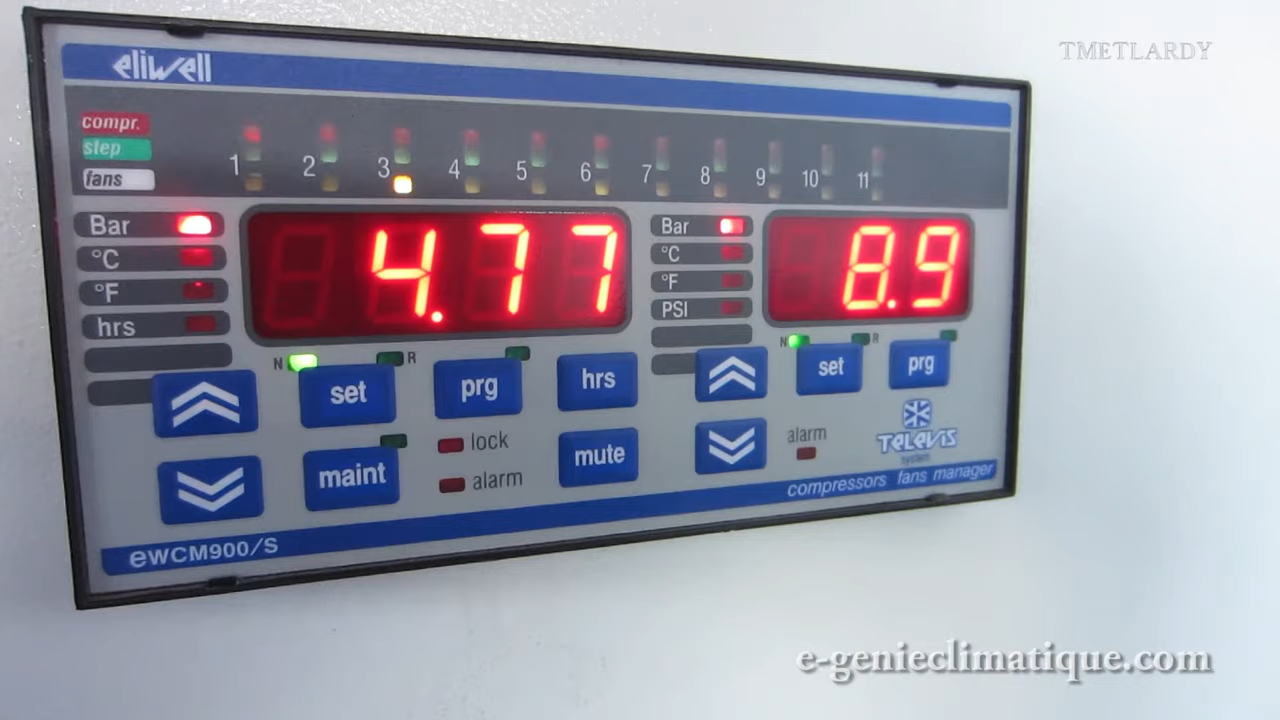 TMETLARDY
eliwell
compr.
step
fans
1 2 3 4 5 6 7 8 9 10 11
Bar
°C
°F
hrs
4.77
Bar
°C
°F
PSI
8.9
N R
set
prg
hrs
N R
set
prg
maint
lock
alarm
mute
alarm
TELEVIS
system
compressors fans manager
eWCM900/S
e-genieclimatique.com